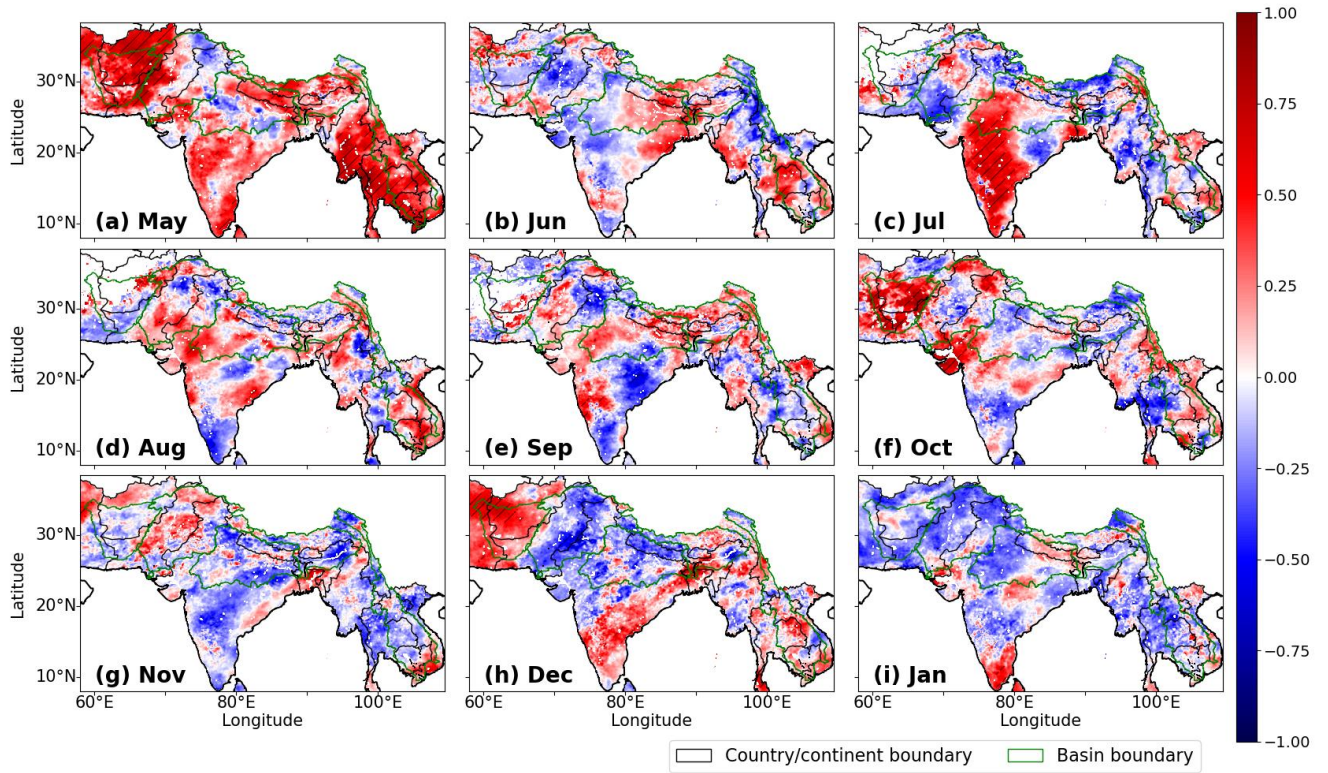 1.00
0.75
0.50
0.25
0.00
−0.25
−0.50
−0.75
−1.00
Latitude
30°N
20°N
10°N
(a) May
(b) Jun
(c) Jul
Latitude
30°N
20°N
10°N
(d) Aug
(e) Sep
(f) Oct
Latitude
30°N
20°N
10°N
(g) Nov
(h) Dec
(i) Jan
60°E 80°E 100°E
60°E 80°E 100°E
60°E 80°E 100°E
Longitude
Longitude
Longitude
Country/continent boundary
Basin boundary